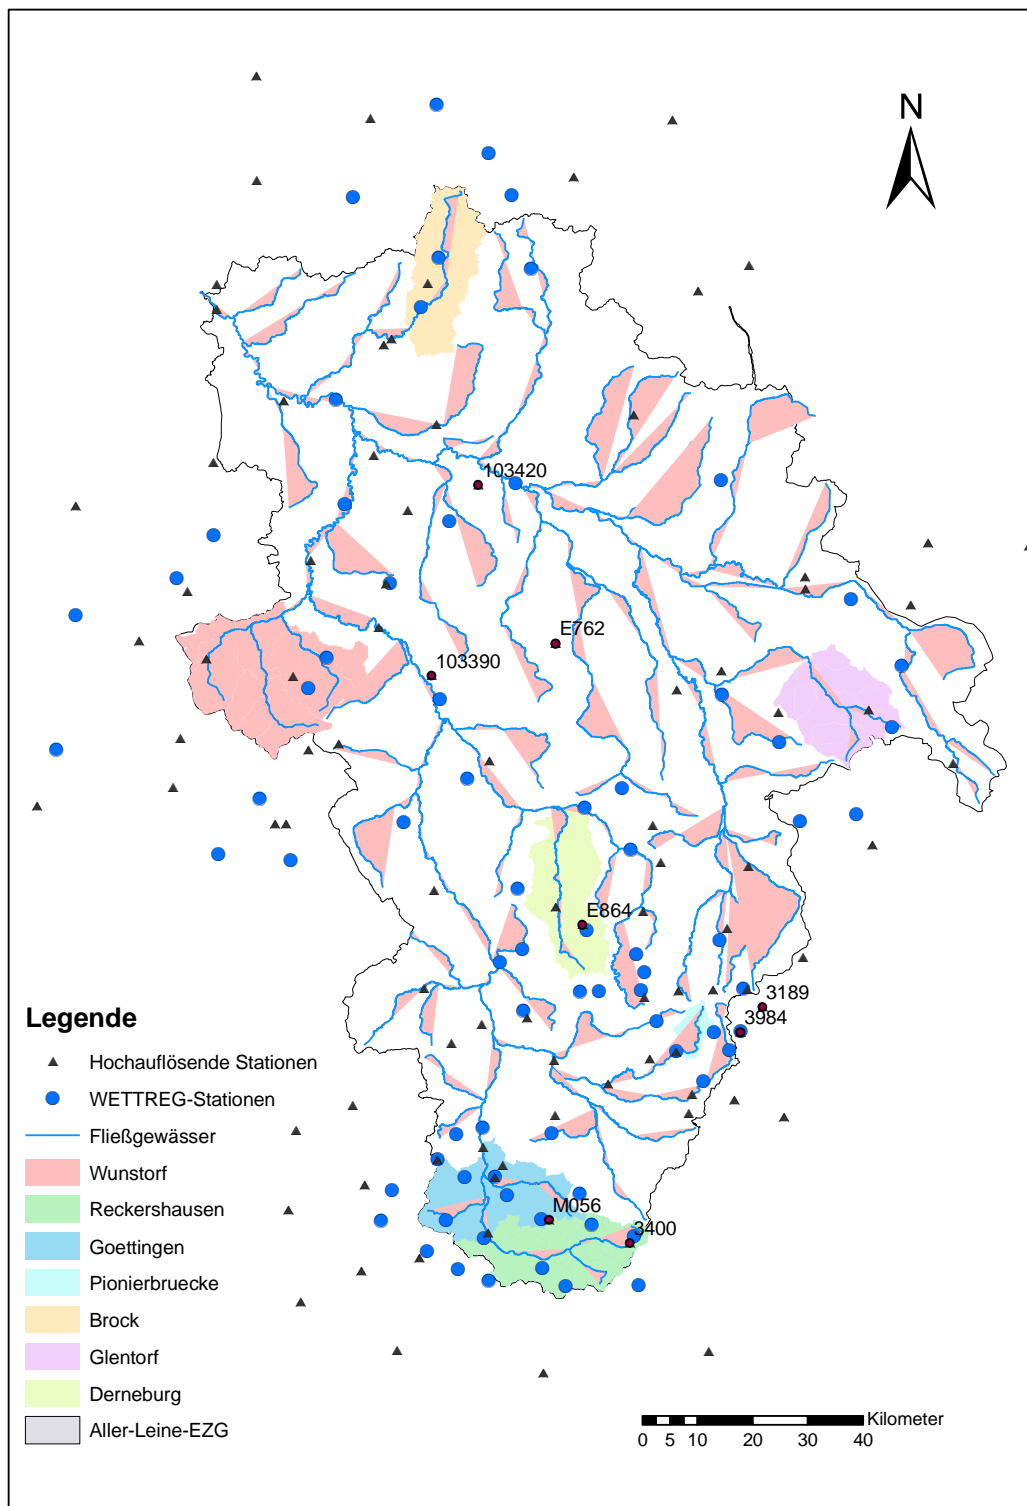 N
103420
E762
103390
E864
3189
3984
M056
3400
Legende
Hochauflösende Stationen
WETTREG-Stationen
Fließgewässer
Wunstorf
Reckershausen
Goettingen
Pionierbruecke
Brock
Glentorf
Derneburg
Aller-Leine-EZG
Kilometer
0 5 10 20 30 40